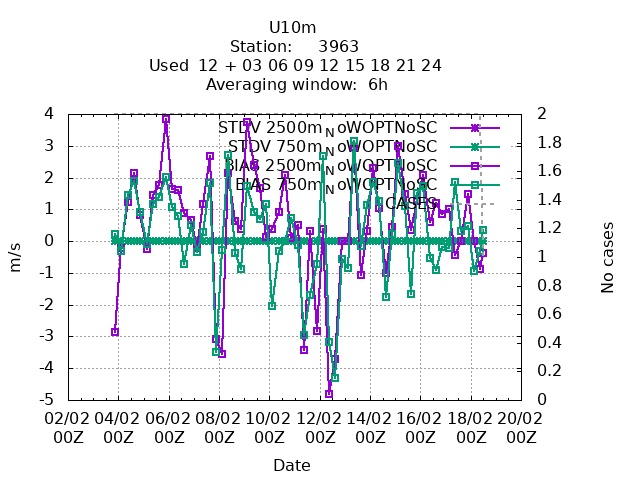 U10m
Station: 3963
Used 12 + 03 06 09 12 15 18 21 24
Averaging window: 6h
STDV 2500m_NoWOPTNoSC
STDV 750m_NoWOPTNoSC
BIAS 2500m_NoWOPTNoSC
BIAS 750m_NoWOPTNoSC
CASES
4
3
2
1
0
-1
-2
-3
-4
-5
m/s
2
1.8
1.6
1.4
1.2
1
0.8
0.6
0.4
0.2
0
No cases
02/02 04/02 06/02 08/02 10/02 12/02 14/02 16/02 18/02 20/02
00Z 00Z 00Z 00Z 00Z 00Z 00Z 00Z 00Z 00Z
Date